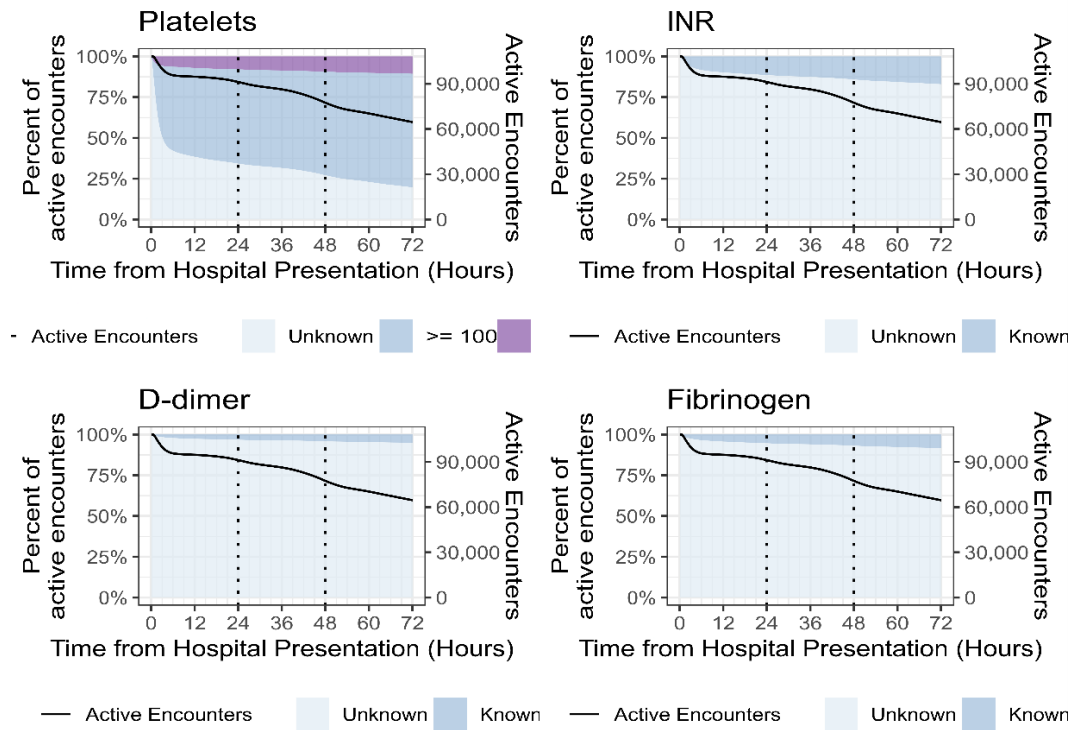 Platelets
Percent of
active encounters
100%
75%
50%
25%
0%
Active Encounters
90,000
60,000
30,000
0
0 12 24 36 48 60 72
Time from Hospital Presentation (Hours)
Active Encounters Unknown >= 100
INR
Percent of
active encounters
100%
75%
50%
25%
0%
Active Encounters
90,000
60,000
30,000
0
0 12 24 36 48 60 72
Time from Hospital Presentation (Hours)
Active Encounters Unknown Known
D-dimer
Percent of
active encounters
100%
75%
50%
25%
0%
Active Encounters
90,000
60,000
30,000
0
0 12 24 36 48 60 72
Time from Hospital Presentation (Hours)
Active Encounters Unknown Known
Fibrinogen
Percent of
active encounters
100%
75%
50%
25%
0%
Active Encounters
90,000
60,000
30,000
0
0 12 24 36 48 60 72
Time from Hospital Presentation (Hours)
Active Encounters Unknown Known